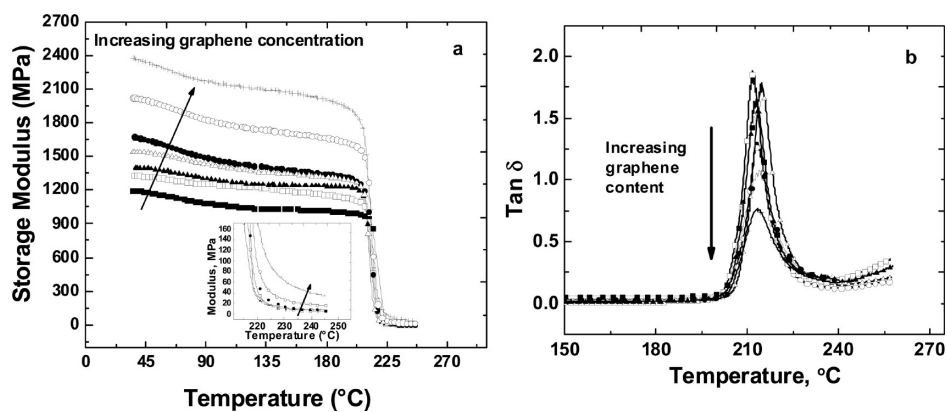 Increasing graphene concentration
a
Storage Modulus (MPa)
2700
2400
2100
1800
1500
1200
900
600
300
0
0 45 90 135 180 225 270
Temperature (°C)
Modulus, MPa
160
140
120
100
80
60
40
20
0
220 230 240 250
Temperature (°C)
b
Tan δ
2.0
1.5
1.0
0.5
0.0
Increasing
graphene
content
150 180 210 240 275
Temperature, °C